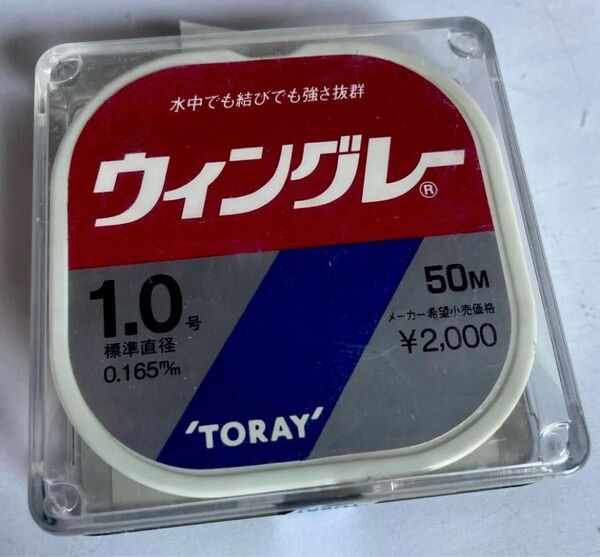 水中でも結びでも強さ抜群
ウィングレー®
1.0号
標準直径
0.165m/m
50M
メーカー希望小売価格
¥2,000
'TORAY'